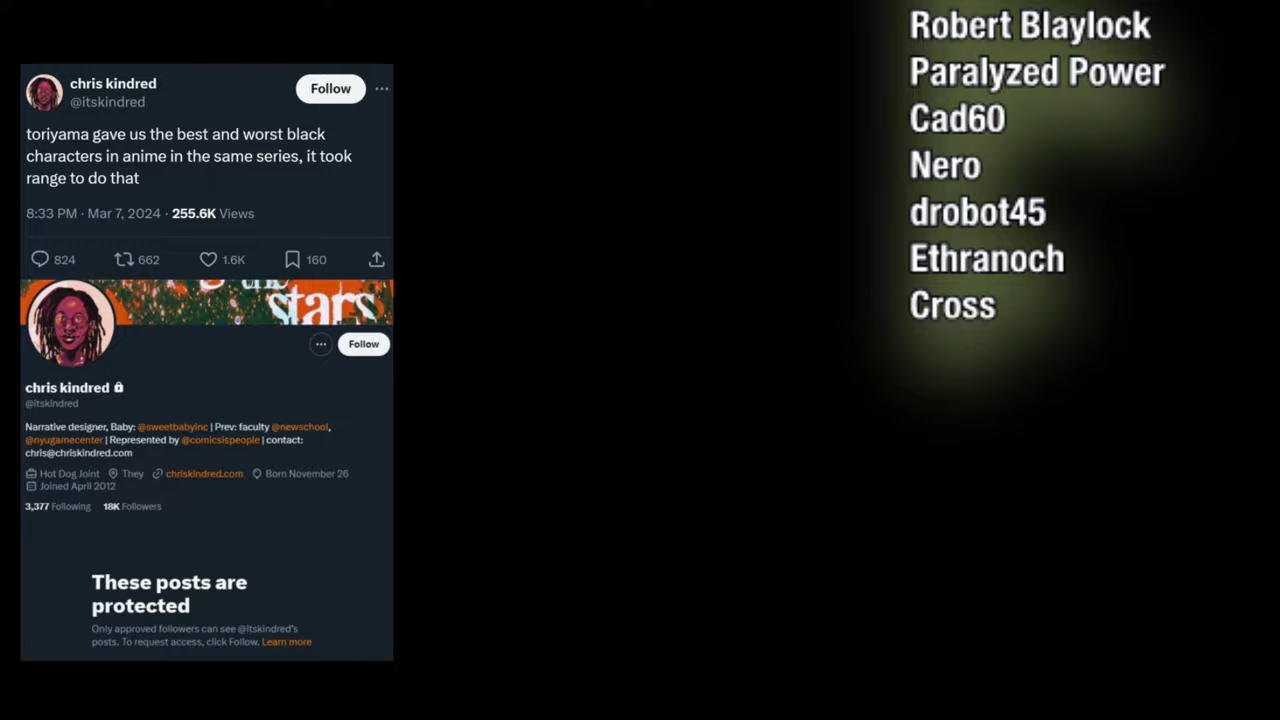 chris kindred
@itskindred
Follow
toriyama gave us the best and worst black
characters in anime in the same series, it took
range to do that
8:33 PM · Mar 7, 2024 · 255.6K Views
824 662 1.6K 160
stars
Follow
chris kindred
@itskindred
Narrative designer, Baby: @sweetbabyinc | Prev: faculty @newschool,
@nyugamecenter | Represented by @comicsispeople | contact:
chris@chriskindred.com
Hot Dog Joint They chriskindred.com Born November 26
Joined April 2012
3,377 Following 18K Followers
These posts are
protected
Only approved followers can see @itskindred's
posts. To request access, click Follow. Learn more
Robert Blaylock
Paralyzed Power
Cad60
Nero
drobot45
Ethranoch
Cross